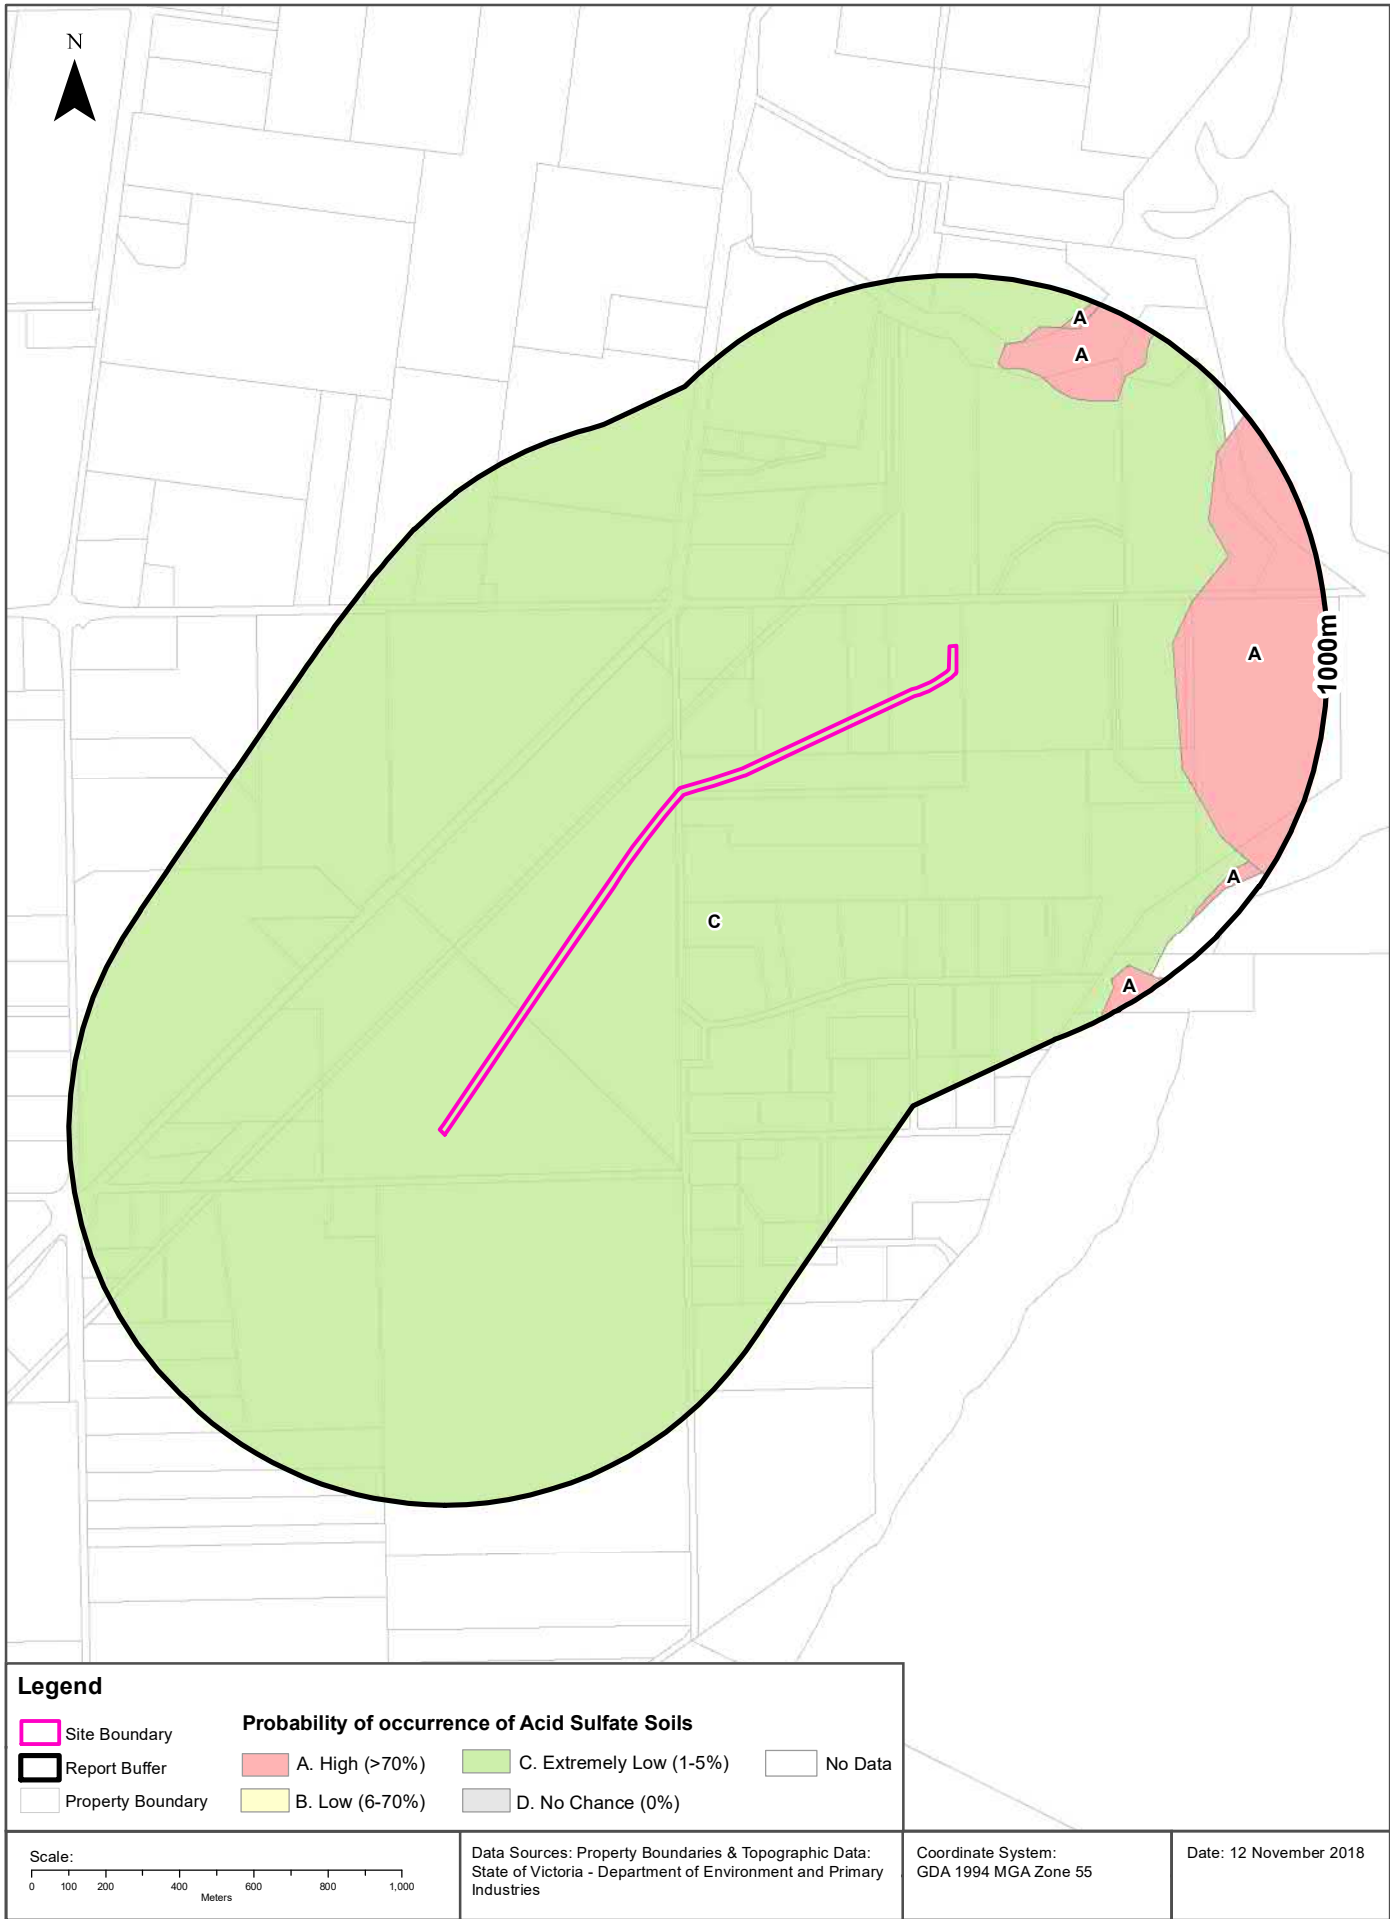 N
A
A
A
1000m
A
C
A
Legend
Site Boundary
Report Buffer
Property Boundary
Probability of occurrence of Acid Sulfate Soils
A. High (>70%)
B. Low (6-70%)
C. Extremely Low (1-5%)
D. No Chance (0%)
No Data
Scale:
0 100 200 400 600 800 1,000
Meters
Data Sources: Property Boundaries & Topographic Data:
State of Victoria - Department of Environment and Primary
Industries
Coordinate System:
GDA 1994 MGA Zone 55
Date: 12 November 2018